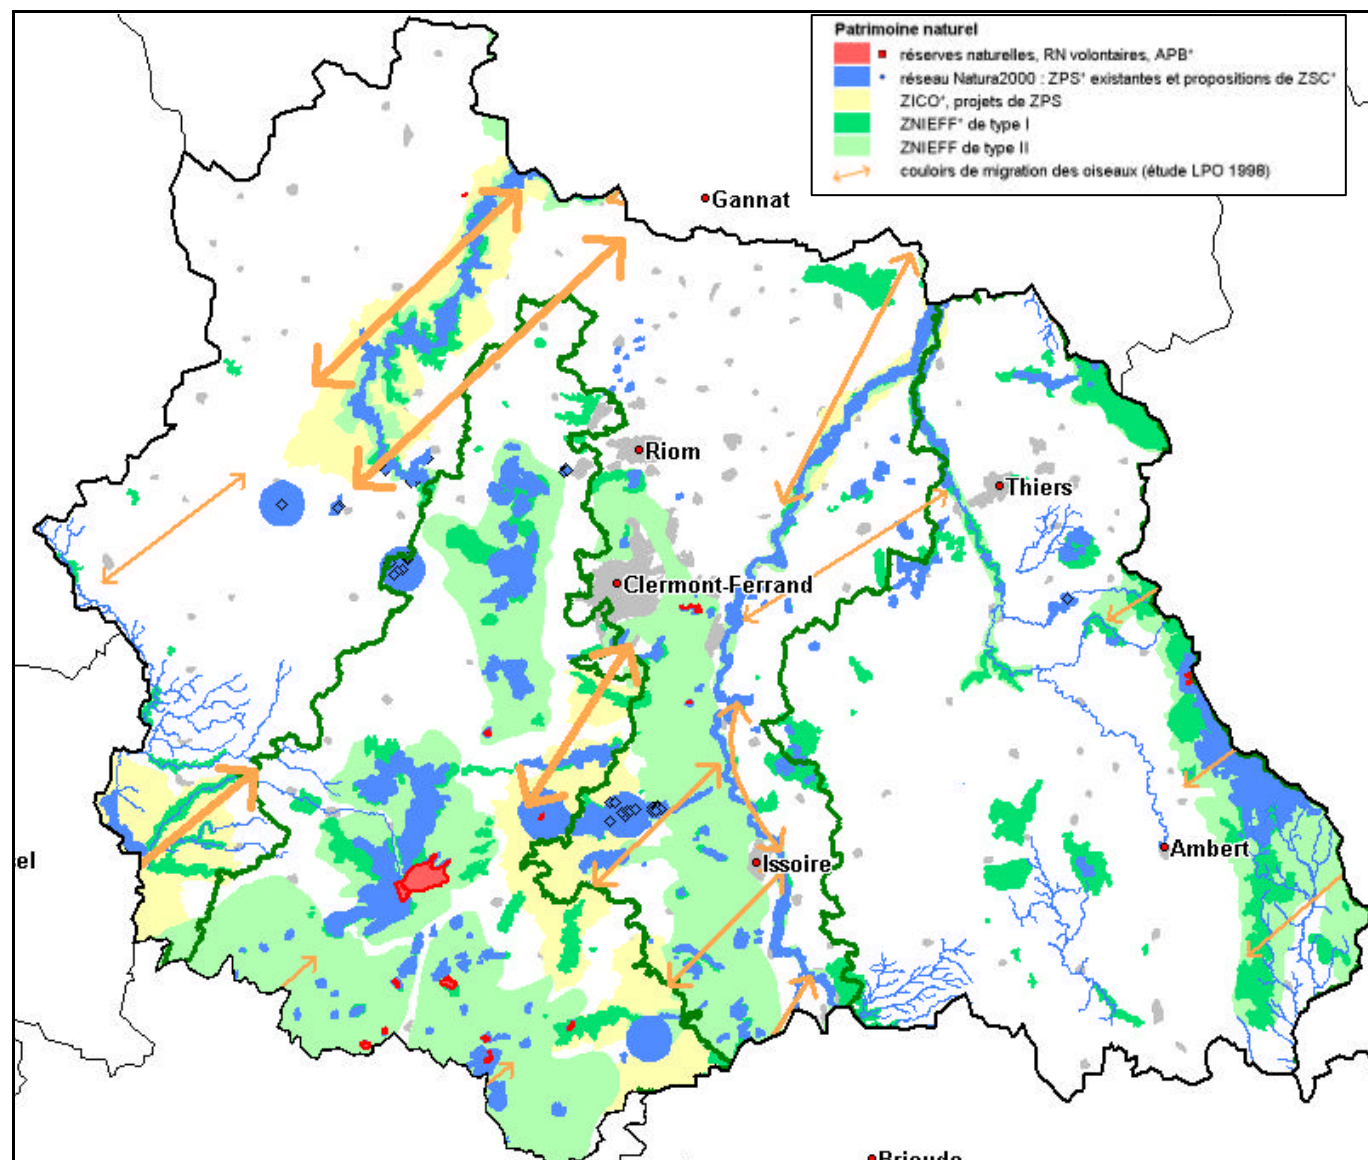 Patrimoine naturel
réserves naturelles, RN volontaires, APB*
réseau Natura2000 : ZPS* existantes et propositions de ZSC*
ZICO*, projets de ZPS
ZNIEFF* de type I
ZNIEFF de type II
couloirs de migration des oiseaux (étude LPO 1998)
Gannat
Riom
Thiers
Clermont-Ferrand
Ambert
sel
Issoire
Brioude